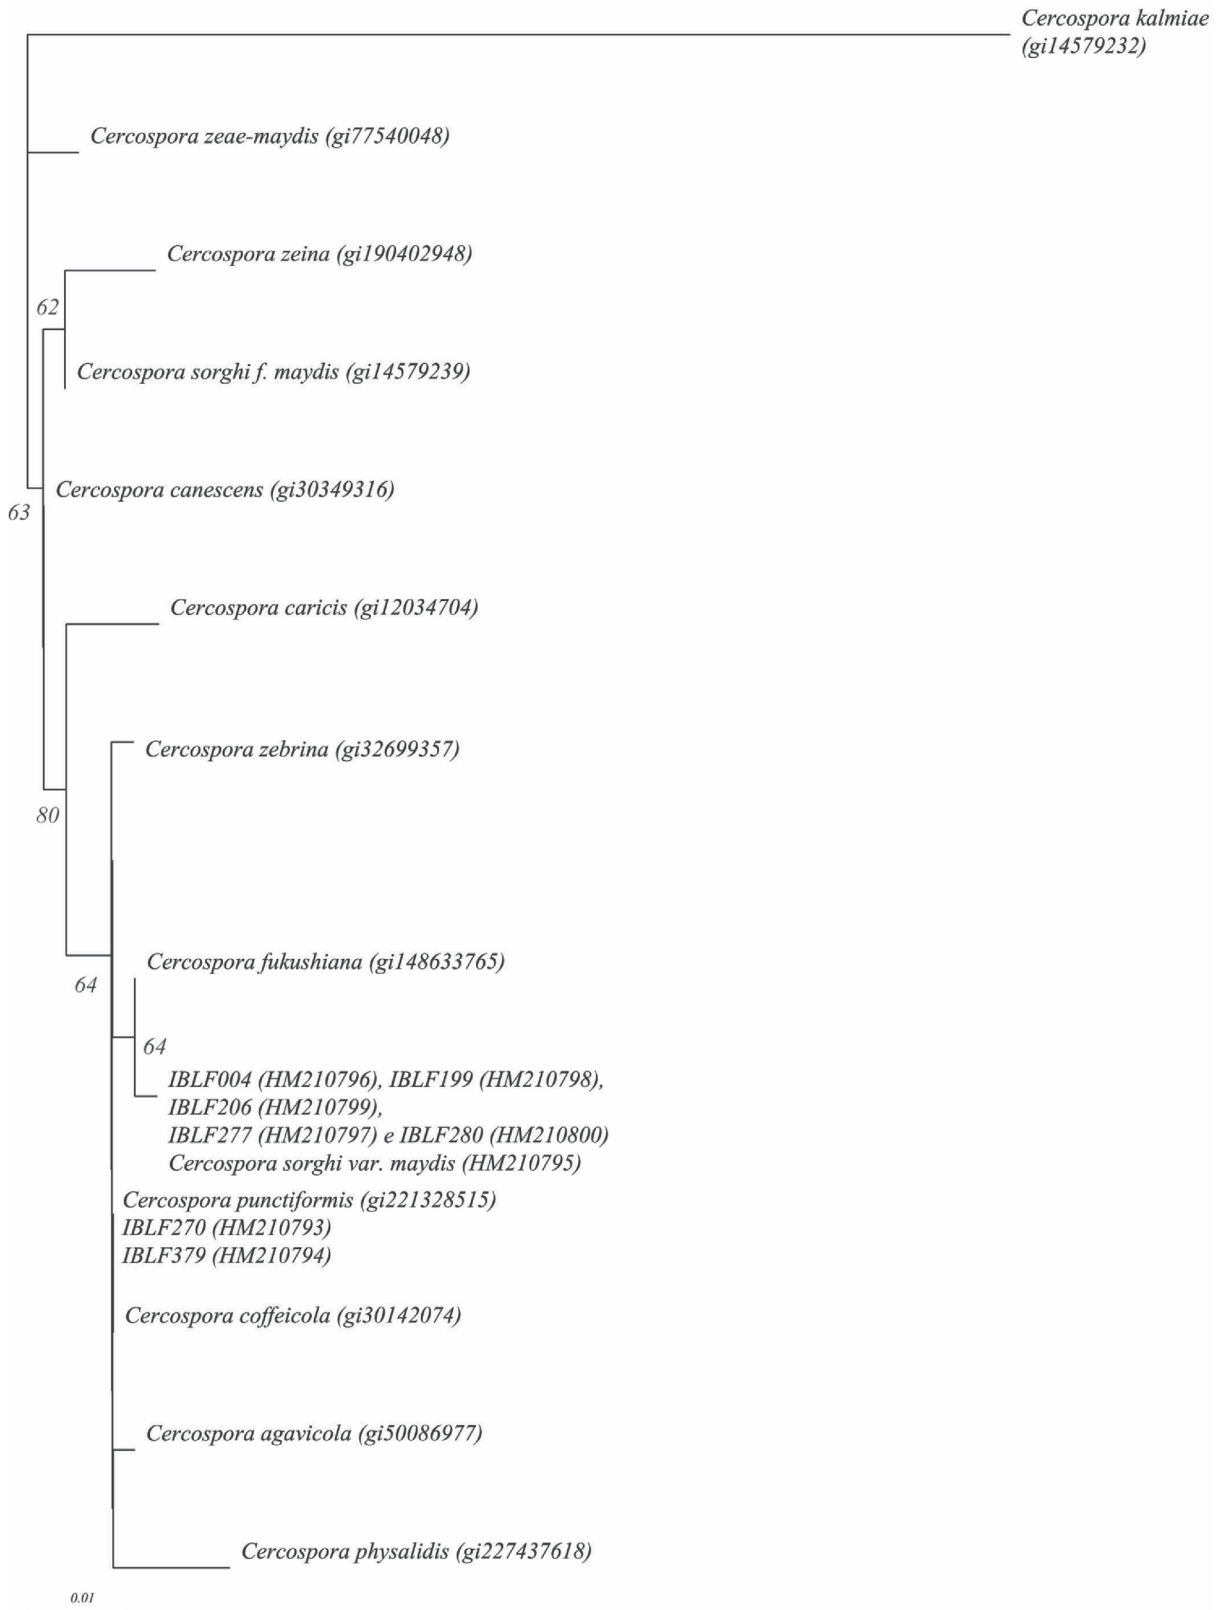 Cercospora kalmiae
(gi14579232)
Cercospora zeae-maydis (gi77540048)
Cercospora zeina (gi190402948)
62
Cercospora sorghi f. maydis (gi14579239)
Cercospora canescens (gi30349316)
63
Cercospora caricis (gi12034704)
Cercospora zebrina (gi32699357)
80
Cercospora fukushiana (gi148633765)
64
64
IBLF004 (HM210796), IBLF199 (HM210798),
IBLF206 (HM210799),
IBLF277 (HM210797) e IBLF280 (HM210800)
Cercospora sorghi var. maydis (HM210795)
Cercospora punctiformis (gi221328515)
IBLF270 (HM210793)
IBLF379 (HM210794)
Cercospora coffeicola (gi30142074)
Cercospora agavicola (gi50086977)
Cercospora physalidis (gi227437618)
0.01